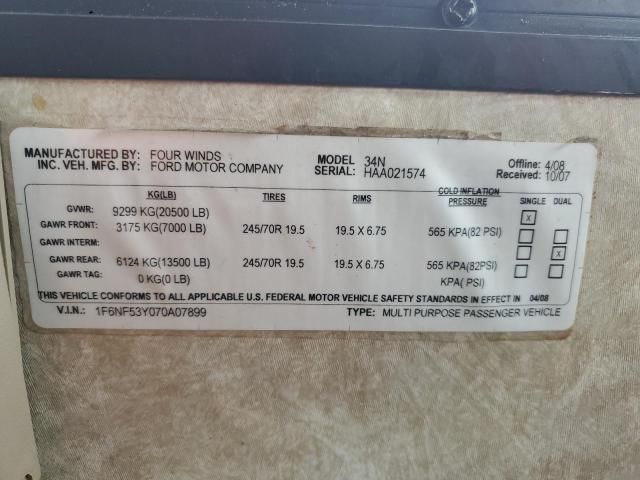 MANUFACTURED BY: FOUR WINDS MODEL 34N Offline: 4/08
INC. VEH. MFG. BY: FORD MOTOR COMPANY SERIAL: HAA021574 Received: 10/07
KG(LB) TIRES RIMS COLD INFLATION PRESSURE SINGLE DUAL
GVWR: 9299 KG(20500 LB) X
GAWR FRONT: 3175 KG(7000 LB) 245/70R 19.5 19.5 X 6.75 565 KPA(82 PSI)
GAWR INTERM:
GAWR REAR: 6124 KG(13500 LB) 245/70R 19.5 19.5 X 6.75 565 KPA(82PSI) X
GAWR TAG: 0 KG(0 LB) KPA( PSI)
THIS VEHICLE CONFORMS TO ALL APPLICABLE U.S. FEDERAL MOTOR VEHICLE SAFETY STANDARDS IN EFFECT IN 04/08
V.I.N.: 1F6NF53Y070A07899 TYPE: MULTI PURPOSE PASSENGER VEHICLE